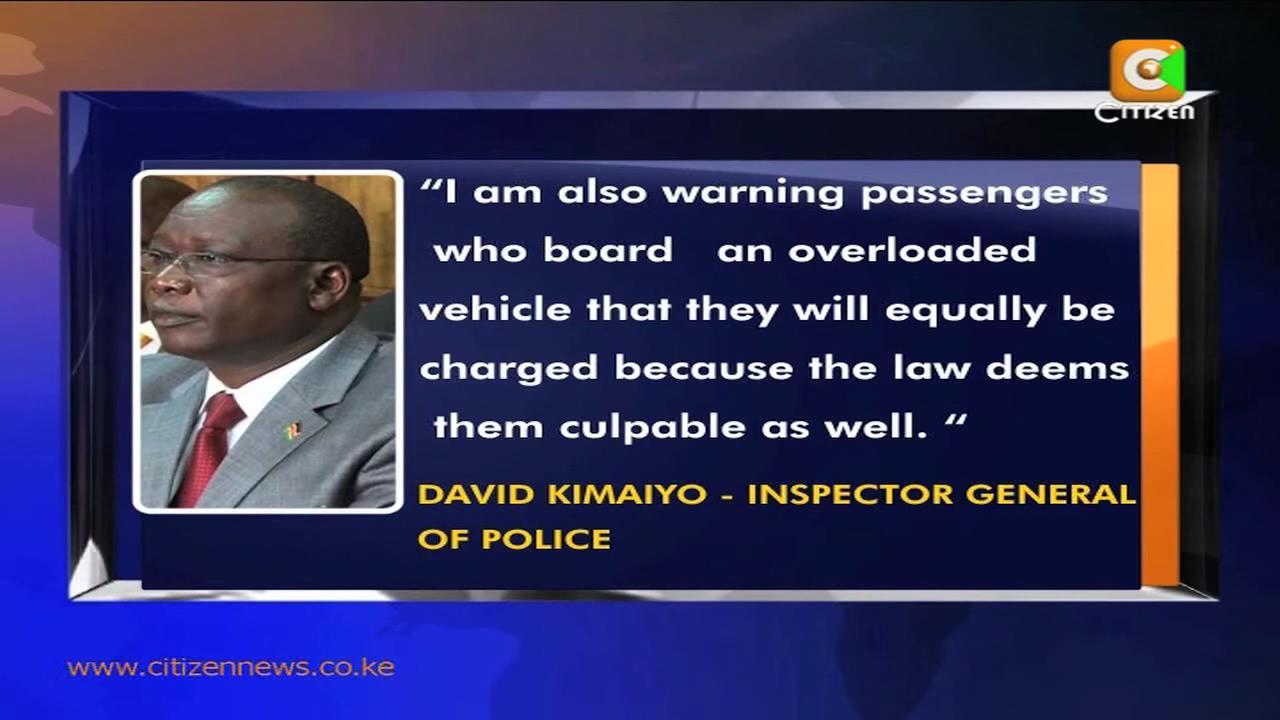 CITIZEN
“I am also warning passengers
who board an overloaded
vehicle that they will equally be
charged because the law deems
them culpable as well. “
DAVID KIMAIYO - INSPECTOR GENERAL
OF POLICE
www.citizennews.co.ke